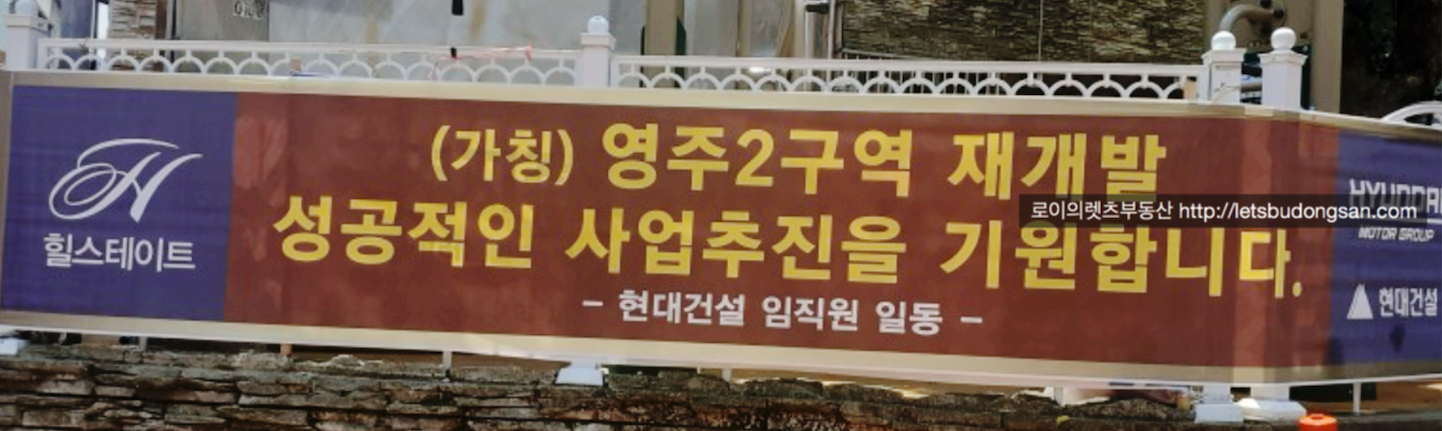 힐스테이트
(가칭) 영주2구역 재개발
성공적인 사업추진을 기원합니다.
- 현대건설 임직원 일동 -
로이의렛츠부동산 http://letsbudongsan.com
HYUNDAI
MOTOR GROUP
현대건설